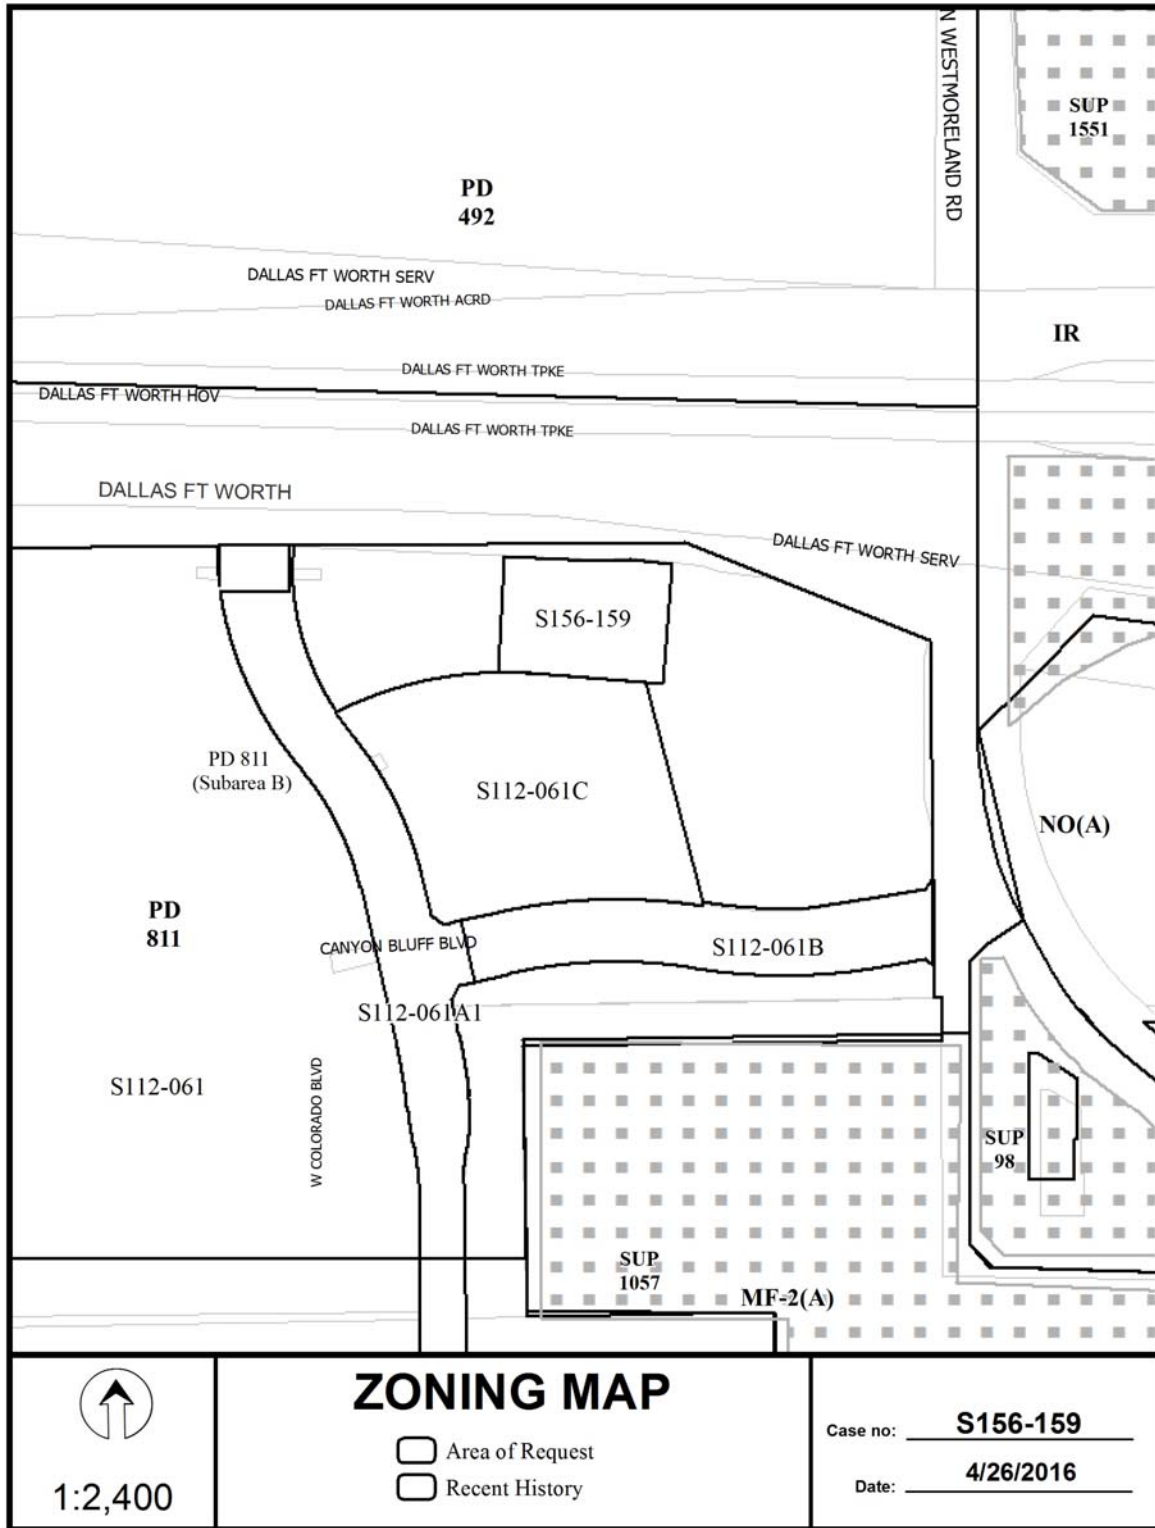 N WESTMORELAND RD
SUP
1551
PD
492
DALLAS FT WORTH SERV
DALLAS FT WORTH ACRD
IR
DALLAS FT WORTH TPKE
DALLAS FT WORTH HOV
DALLAS FT WORTH TPKE
DALLAS FT WORTH
DALLAS FT WORTH SERV
S156-159
PD 811
(Subarea B)
S112-061C
NO(A)
PD
811
CANYON BLUFF BLVD
S112-061B
S112-061A1
S112-061
W COLORADO BLVD
SUP
98
SUP
1057
MF-2(A)
1:2,400
ZONING MAP
Area of Request
Recent History
Case no: S156-159
Date: 4/26/2016